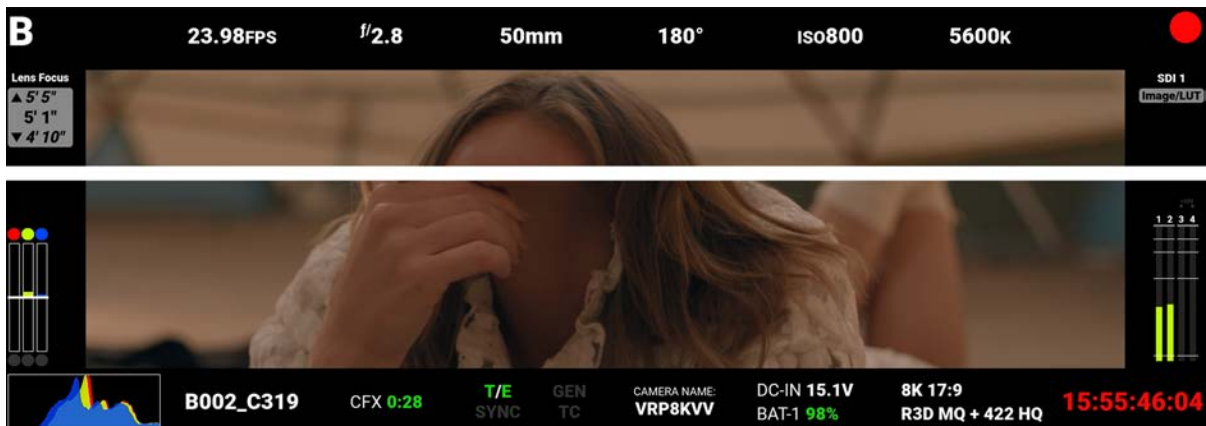 B 23.98FPS f/2.8 50mm 180° ISO800 5600K
Lens Focus
▲ 5' 5"
5' 1"
▼ 4' 10"
SDI 1
Image/LUT
1 2 3 4
B002_C319
CFX 0:28
T/E GEN
SYNC TC
CAMERA NAME:
VRP8KVV
DC-IN 15.1V
BAT-1 98%
8K 17:9
R3D MQ + 422 HQ
15:55:46:04